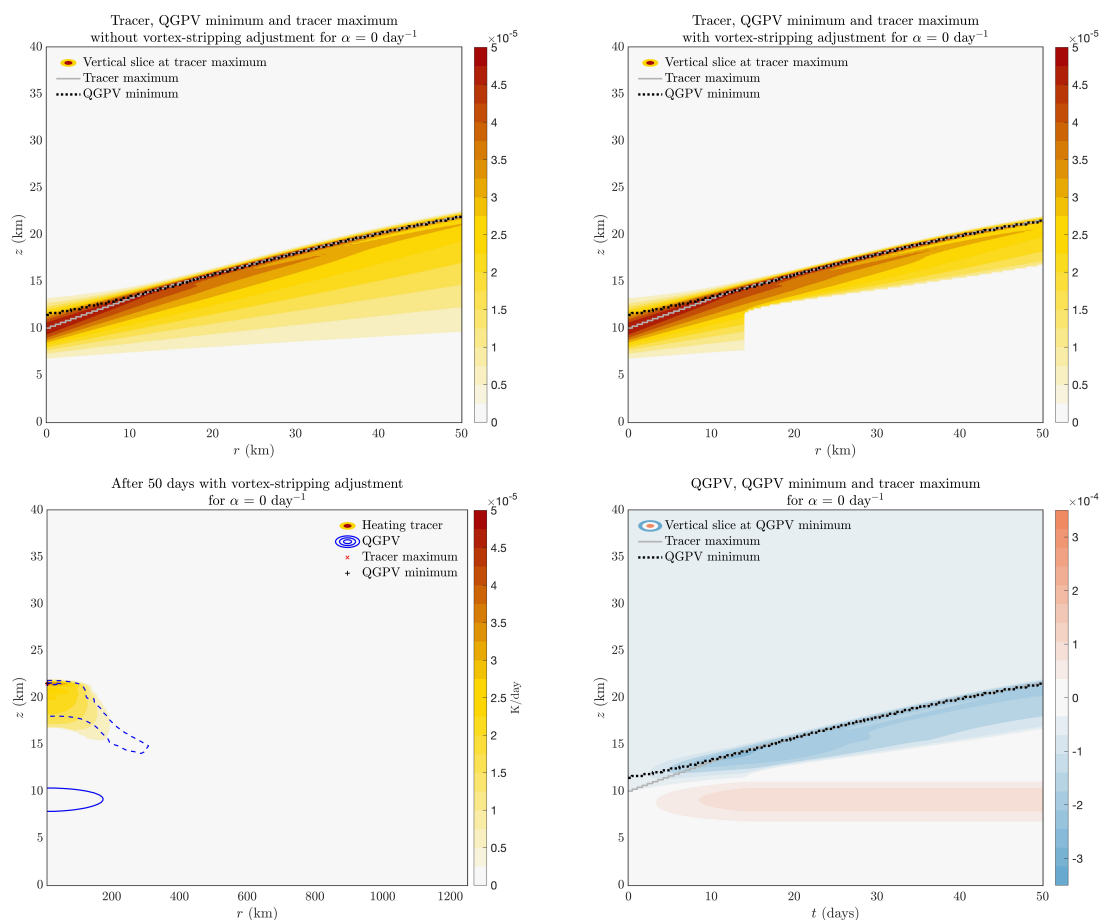 Tracer, QGPV minimum and tracer maximum
without vortex-stripping adjustment for α = 0 day⁻¹
×10⁻⁵
Vertical slice at tracer maximum
Tracer maximum
QGPV minimum
z (km)
40
35
30
25
20
15
10
5
0
0 10 20 30 40 50
r (km)
5
4.5
4
3.5
3
2.5
2
1.5
1
0.5
0
Tracer, QGPV minimum and tracer maximum
with vortex-stripping adjustment for α = 0 day⁻¹
×10⁻⁵
Vertical slice at tracer maximum
Tracer maximum
QGPV minimum
z (km)
40
35
30
25
20
15
10
5
0
0 10 20 30 40 50
r (km)
5
4.5
4
3.5
3
2.5
2
1.5
1
0.5
0
After 50 days with vortex-stripping adjustment
for α = 0 day⁻¹
×10⁻⁵
Heating tracer
QGPV
Tracer maximum
QGPV minimum
z (km)
40
35
30
25
20
15
10
5
0
200 400 600 800 1000 1200
r (km)
5
4.5
4
3.5
3
2.5
2
1.5
1
0.5
0
K/day
QGPV, QGPV minimum and tracer maximum
for α = 0 day⁻¹
×10⁻⁴
Vertical slice at QGPV minimum
Tracer maximum
QGPV minimum
z (km)
40
35
30
25
20
15
10
5
0
0 10 20 30 40 50
t (days)
3
2
1
0
-1
-2
-3